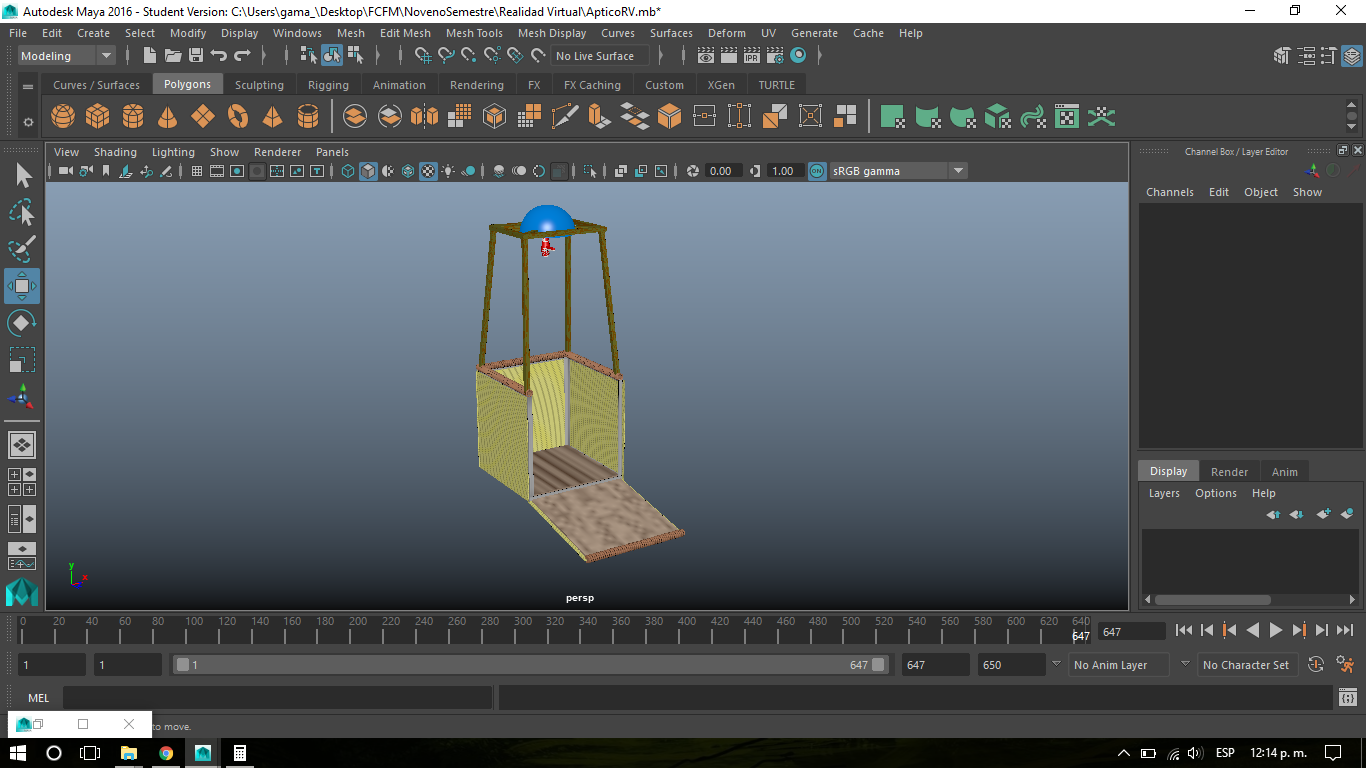 Autodesk Maya 2016 - Student Version: C:\Users\gama_\Desktop\FCFM\NovenoSemestre\Realidad Virtual\ApticoRV.mb*
File Edit Create Select Modify Display Windows Mesh Edit Mesh Mesh Tools Mesh Display Curves Surfaces Deform UV Generate Cache Help
Modeling No Live Surface
Curves / Surfaces Polygons Sculpting Rigging Animation Rendering FX FX Caching Custom XGen TURTLE
View Shading Lighting Show Renderer Panels
0.00 1.00 ON sRGB gamma
Channel Box / Layer Editor
Channels Edit Object Show
Display Render Anim
Layers Options Help
y
x
persp
00 20 40 60 80 100 120 140 160 180 200 220 240 260 280 300 320 340 360 380 400 420 440 460 480 500 520 540 560 580 600 620 640
647
647
1 1 1 647 647 650 No Anim Layer No Character Set
MEL
to move.
ESP 12:14 p. m.